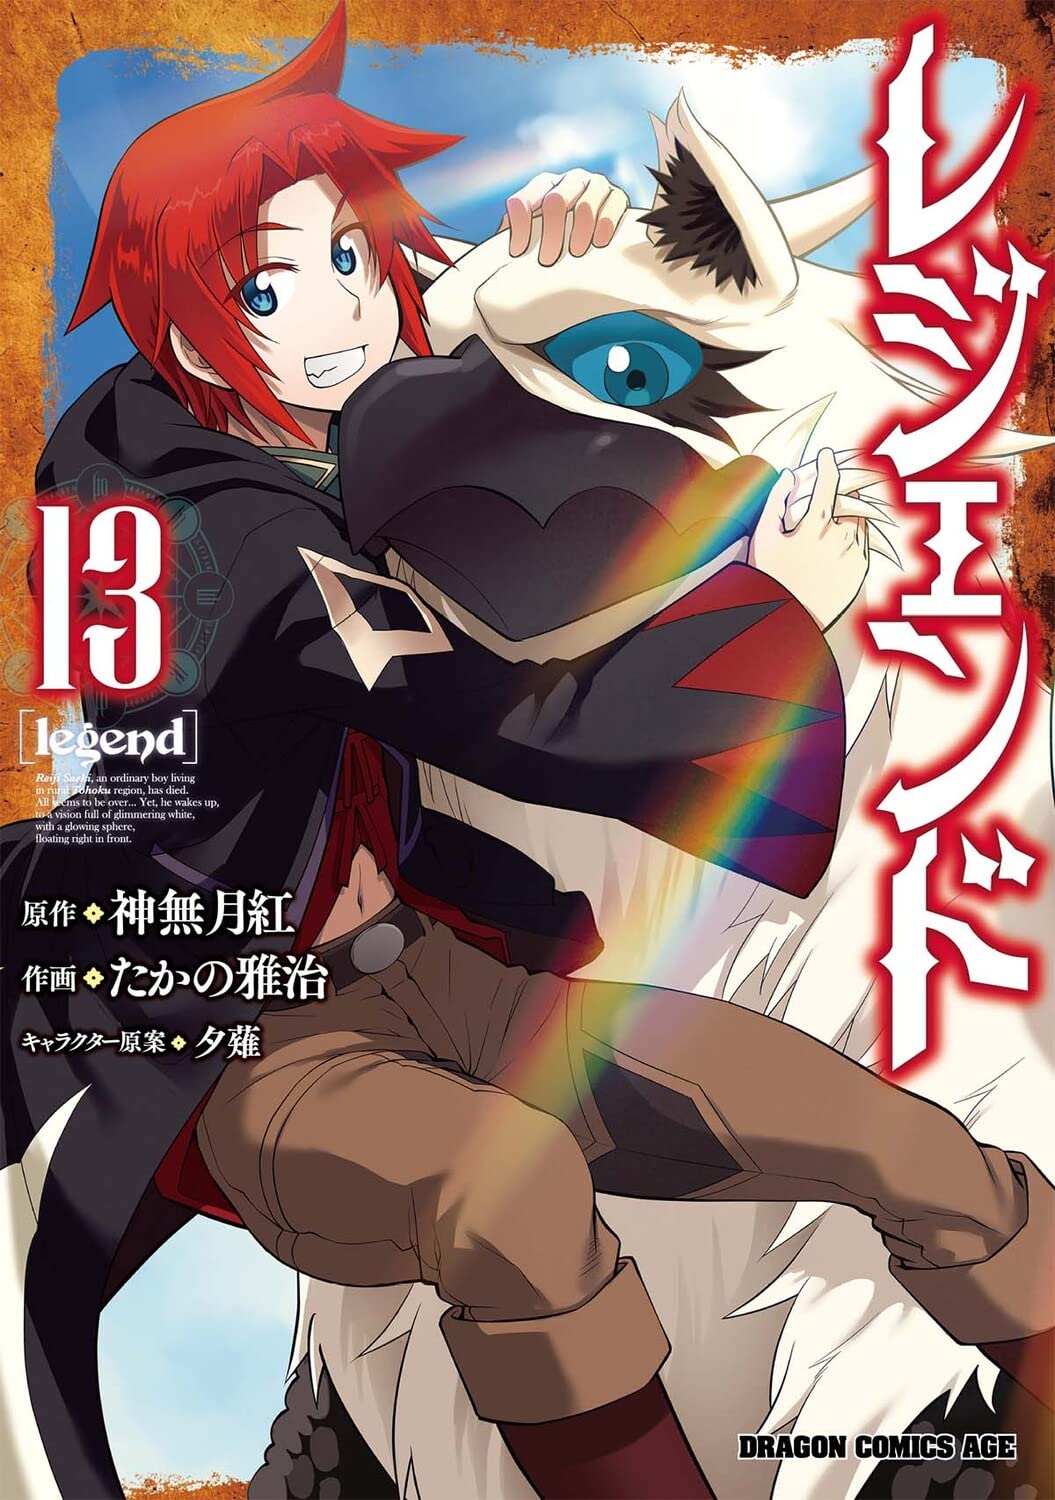 レジェンド
13
[legend]
Reiji Saeki, an ordinary boy living
in rural Tohoku region, has died.
All seems to be over... Yet, he wakes up,
to a vision full of glimmering white,
with a glowing sphere,
floating right in front.
原作 神無月紅
作画 たかの雅治
キャラクター原案 夕薙
DRAGON COMICS AGE